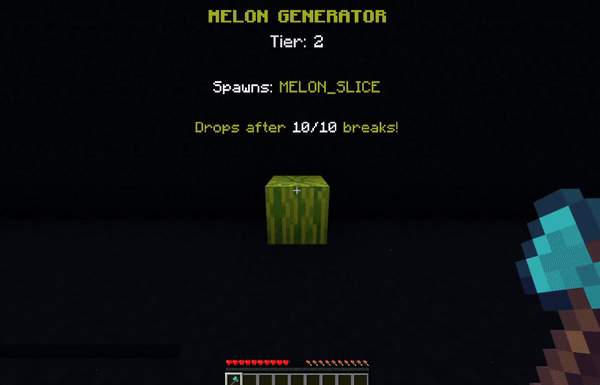 MELON GENERATOR
Tier: 2
Spawns: MELON_SLICE
Drops after 10/10 breaks!